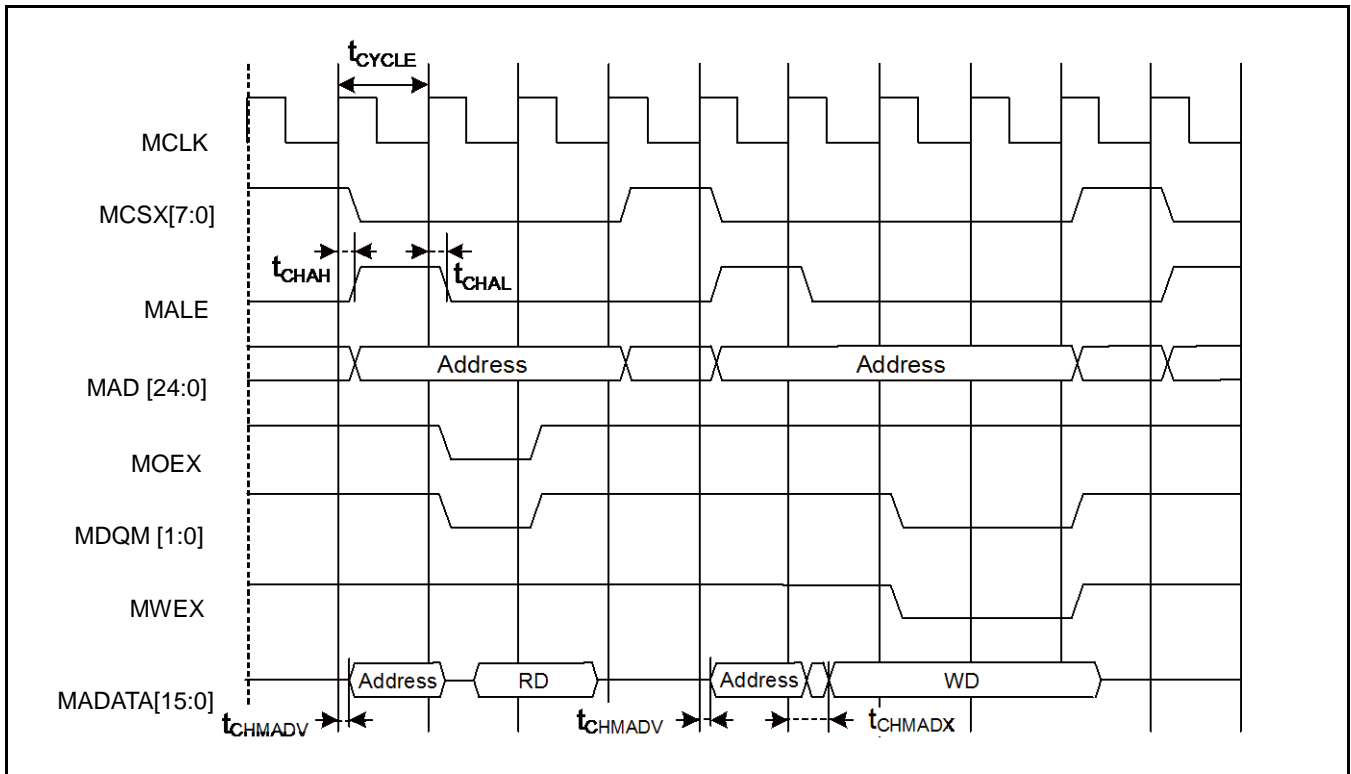 tCYCLE
MCLK
MCSX[7:0]
tCHAH
tCHAL
MALE
Address Address
MAD [24:0]
MOEX
MDQM [1:0]
MWEX
Address RD Address WD
MADATA[15:0]
tCHMADV tCHMADV tCHMADX